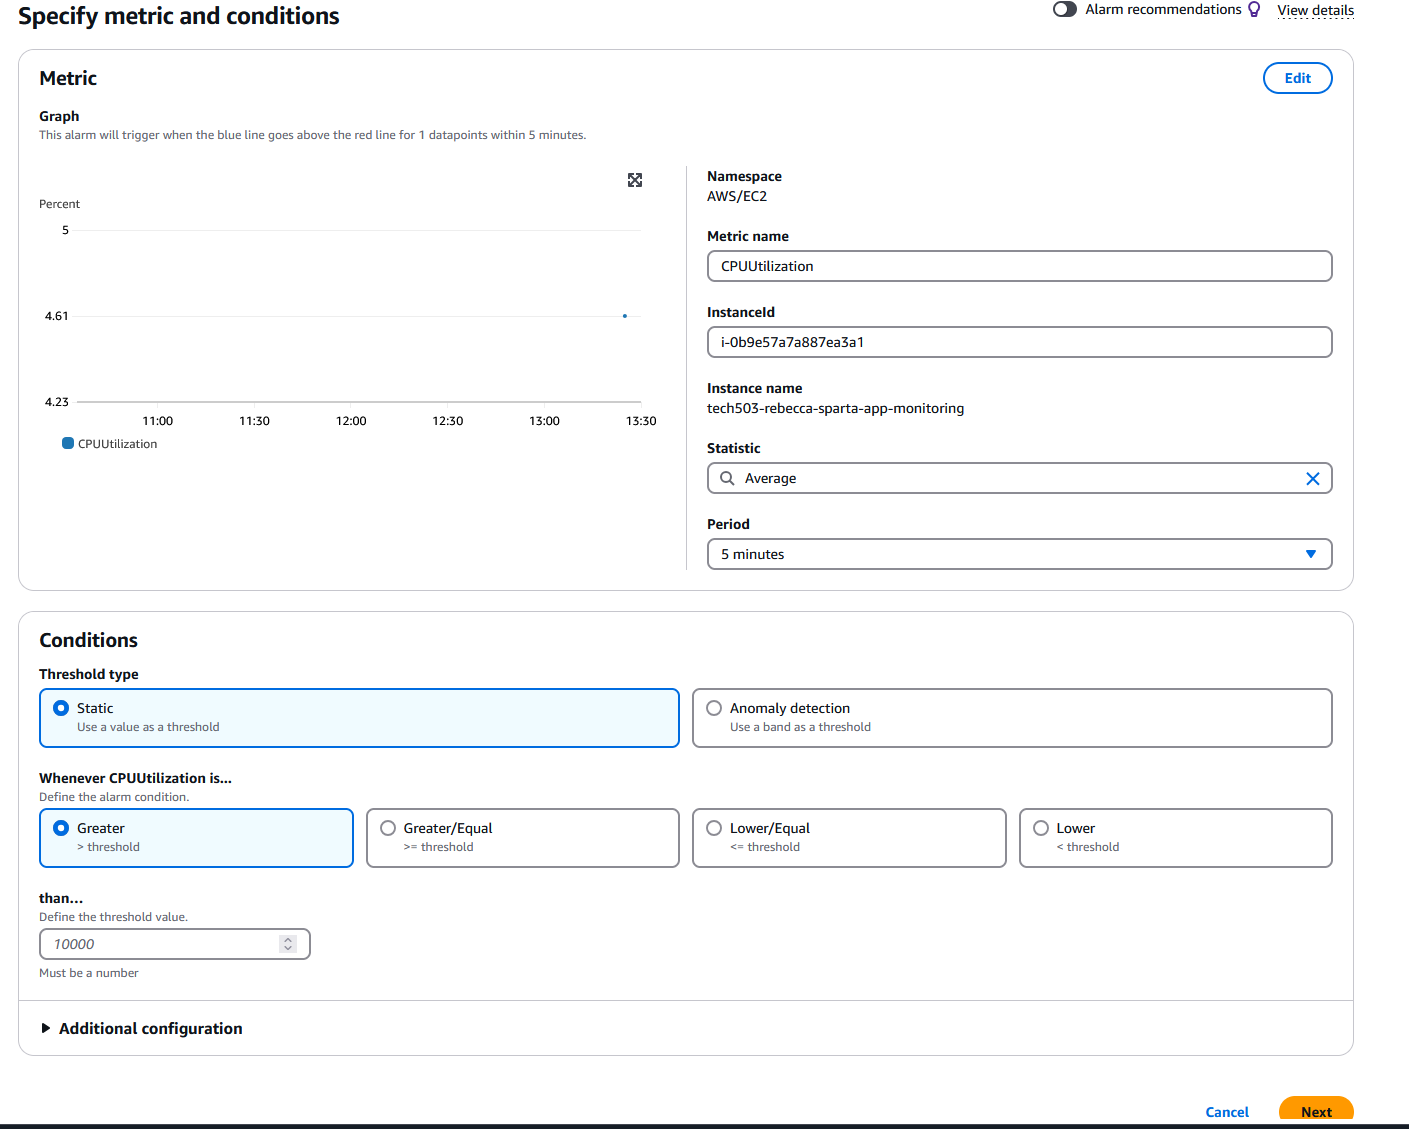 Specify metric and conditions
Alarm recommendations
View details
Metric
Edit
Graph
This alarm will trigger when the blue line goes above the red line for 1 datapoints within 5 minutes.
Percent
5
4.61
4.23
11:00
11:30
12:00
12:30
13:00
13:30
CPUUtilization
Namespace
AWS/EC2
Metric name
CPUUtilization
InstanceId
i-0b9e57a7a887ea3a1
Instance name
tech503-rebecca-sparta-app-monitoring
Statistic
Average
Period
5 minutes
Conditions
Threshold type
Static
Use a value as a threshold
Anomaly detection
Use a band as a threshold
Whenever CPUUtilization is...
Define the alarm condition.
Greater
> threshold
Greater/Equal
>= threshold
Lower/Equal
<= threshold
Lower
< threshold
than...
Define the threshold value.
10000
Must be a number
Additional configuration
Cancel
Next